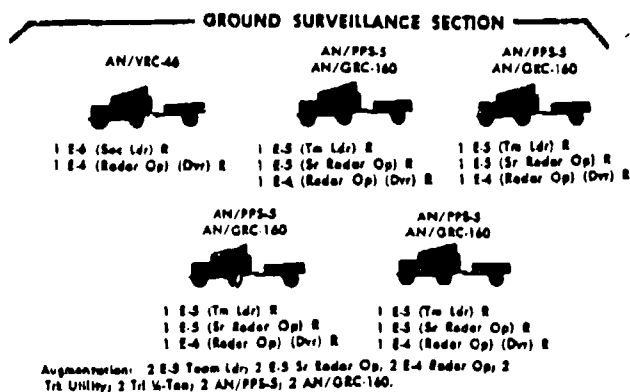 GROUND SURVEILLANCE SECTION
AN/VRC-46
1 E-6 (Sec Ldr) R
1 E-4 (Radar Op) (Dvr) R
AN/PPS-5
AN/GRC-160
1 E-5 (Tm Ldr) R
1 E-5 (Sr Radar Op) R
1 E-4 (Radar Op) (Dvr) R
AN/PPS-5
AN/GRC-160
1 E-5 (Tm Ldr) R
1 E-5 (Sr Radar Op) R
1 E-4 (Radar Op) (Dvr) R
AN/PPS-5
AN/GRC-160
1 E-5 (Tm Ldr) R
1 E-5 (Sr Radar Op) R
1 E-4 (Radar Op) (Dvr) R
AN/PPS-5
AN/GRC-160
1 E-5 (Tm Ldr) R
1 E-5 (Sr Radar Op) R
1 E-4 (Radar Op) (Dvr) R
Augmentation: 2 E-5 Team Ldr; 2 E-5 Sr Radar Op, 2 E-4 Radar Op; 2
Trk Utility; 2 Trl ¼-Ton; 2 AN/PPS-5; 2 AN/GRC-160.